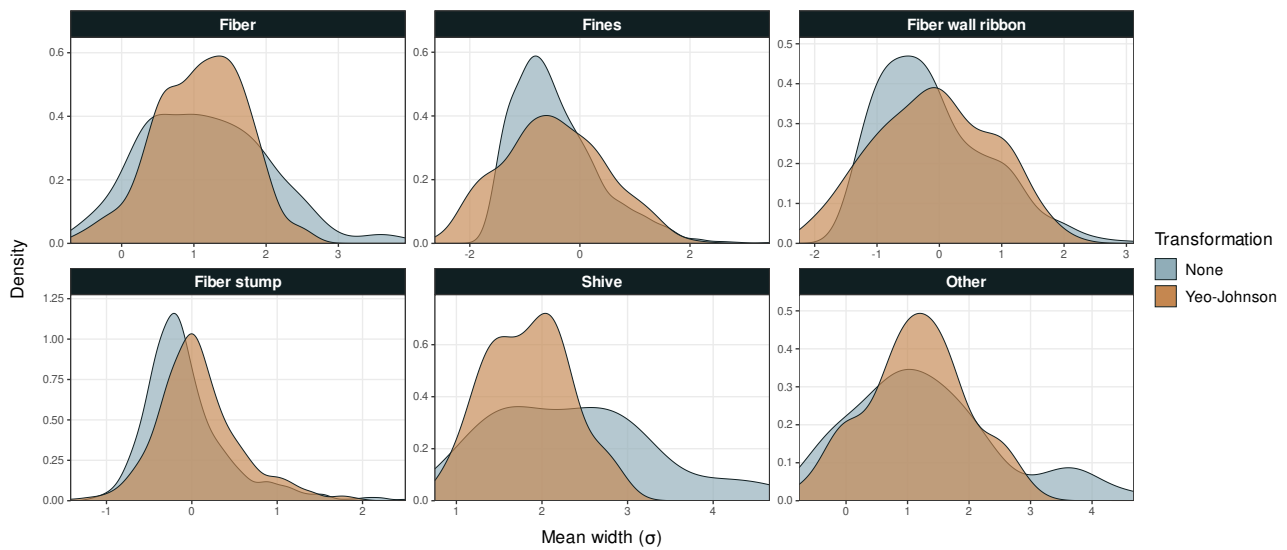 Fiber
Fines
Fiber wall ribbon
0.6
0.4
0.2
0.0
0 1 2 3
0.6
0.4
0.2
0.0
-2 0 2
0.5
0.4
0.3
0.2
0.1
0.0
-2 -1 0 1 2 3
Fiber stump
Shive
Other
1.25
1.00
0.75
0.50
0.25
0.00
-1 0 1 2
0.6
0.4
0.2
0.0
1 2 3 4
0.5
0.4
0.3
0.2
0.1
0.0
0 1 2 3 4
Density
Mean width (σ)
Transformation
None
Yeo-Johnson